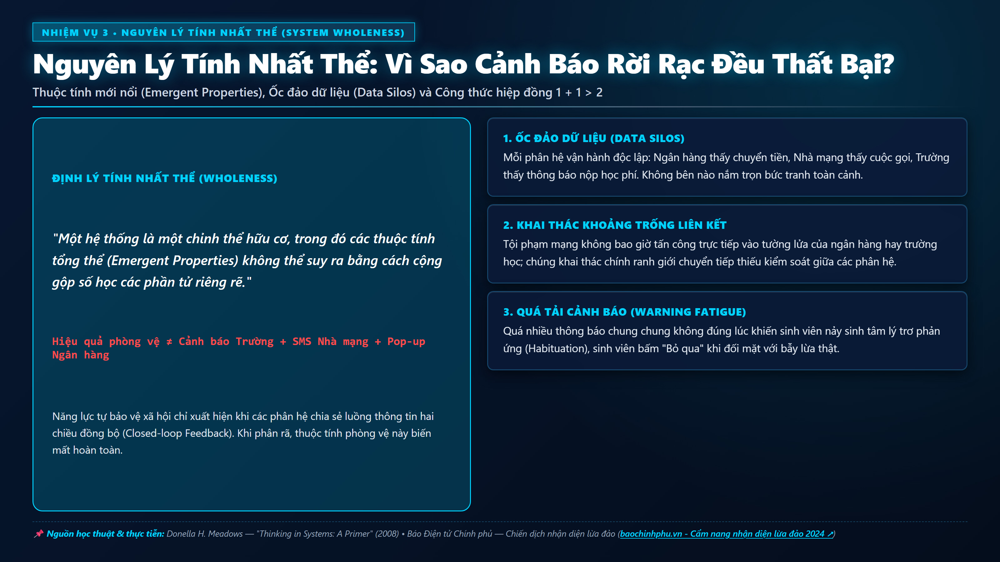 NHIỆM VỤ 3 • NGUYÊN LÝ TÍNH NHẤT THỂ (SYSTEM WHOLENESS)
Nguyên Lý Tính Nhất Thể: Vì Sao Cảnh Báo Rời Rạc Đều Thất Bại?
Thuộc tính mới nổi (Emergent Properties), Ốc đảo dữ liệu (Data Silos) và Công thức hiệp đồng 1 + 1 > 2
ĐỊNH LÝ TÍNH NHẤT THỂ (WHOLENESS)
"Một hệ thống là một chỉnh thể hữu cơ, trong đó các thuộc tính
tổng thể (Emergent Properties) không thể suy ra bằng cách cộng
gộp số học các phần tử riêng rẽ."
Hiệu quả phòng vệ ≠ Cảnh báo Trường + SMS Nhà mạng + Pop-up
Ngân hàng
Năng lực tự bảo vệ xã hội chỉ xuất hiện khi các phân hệ chia sẻ luồng thông tin hai
chiều đồng bộ (Closed-loop Feedback). Khi phân rã, thuộc tính phòng vệ này biến
mất hoàn toàn.
1. ỐC ĐẢO DỮ LIỆU (DATA SILOS)
Mỗi phân hệ vận hành độc lập: Ngân hàng thấy chuyển tiền, Nhà mạng thấy cuộc gọi, Trường
thấy thông báo nộp học phí. Không bên nào nắm trọn bức tranh toàn cảnh.
2. KHAI THÁC KHOẢNG TRỐNG LIÊN KẾT
Tội phạm mạng không bao giờ tấn công trực tiếp vào tường lửa của ngân hàng hay trường
học; chúng khai thác chính ranh giới chuyển tiếp thiếu kiểm soát giữa các phân hệ.
3. QUÁ TẢI CẢNH BÁO (WARNING FATIGUE)
Quá nhiều thông báo chung chung không đúng lúc khiến sinh viên nảy sinh tâm lý trơ phản
ứng (Habituation), sinh viên bấm "Bỏ qua" khi đối mặt với bẫy lừa thật.
📌 Nguồn học thuật & thực tiễn: Donella H. Meadows — "Thinking in Systems: A Primer" (2008) • Báo Điện tử Chính phủ — Chiến dịch nhận diện lừa đảo (baochinhphu.vn - Cẩm nang nhận diện lừa đảo 2024 ↗)